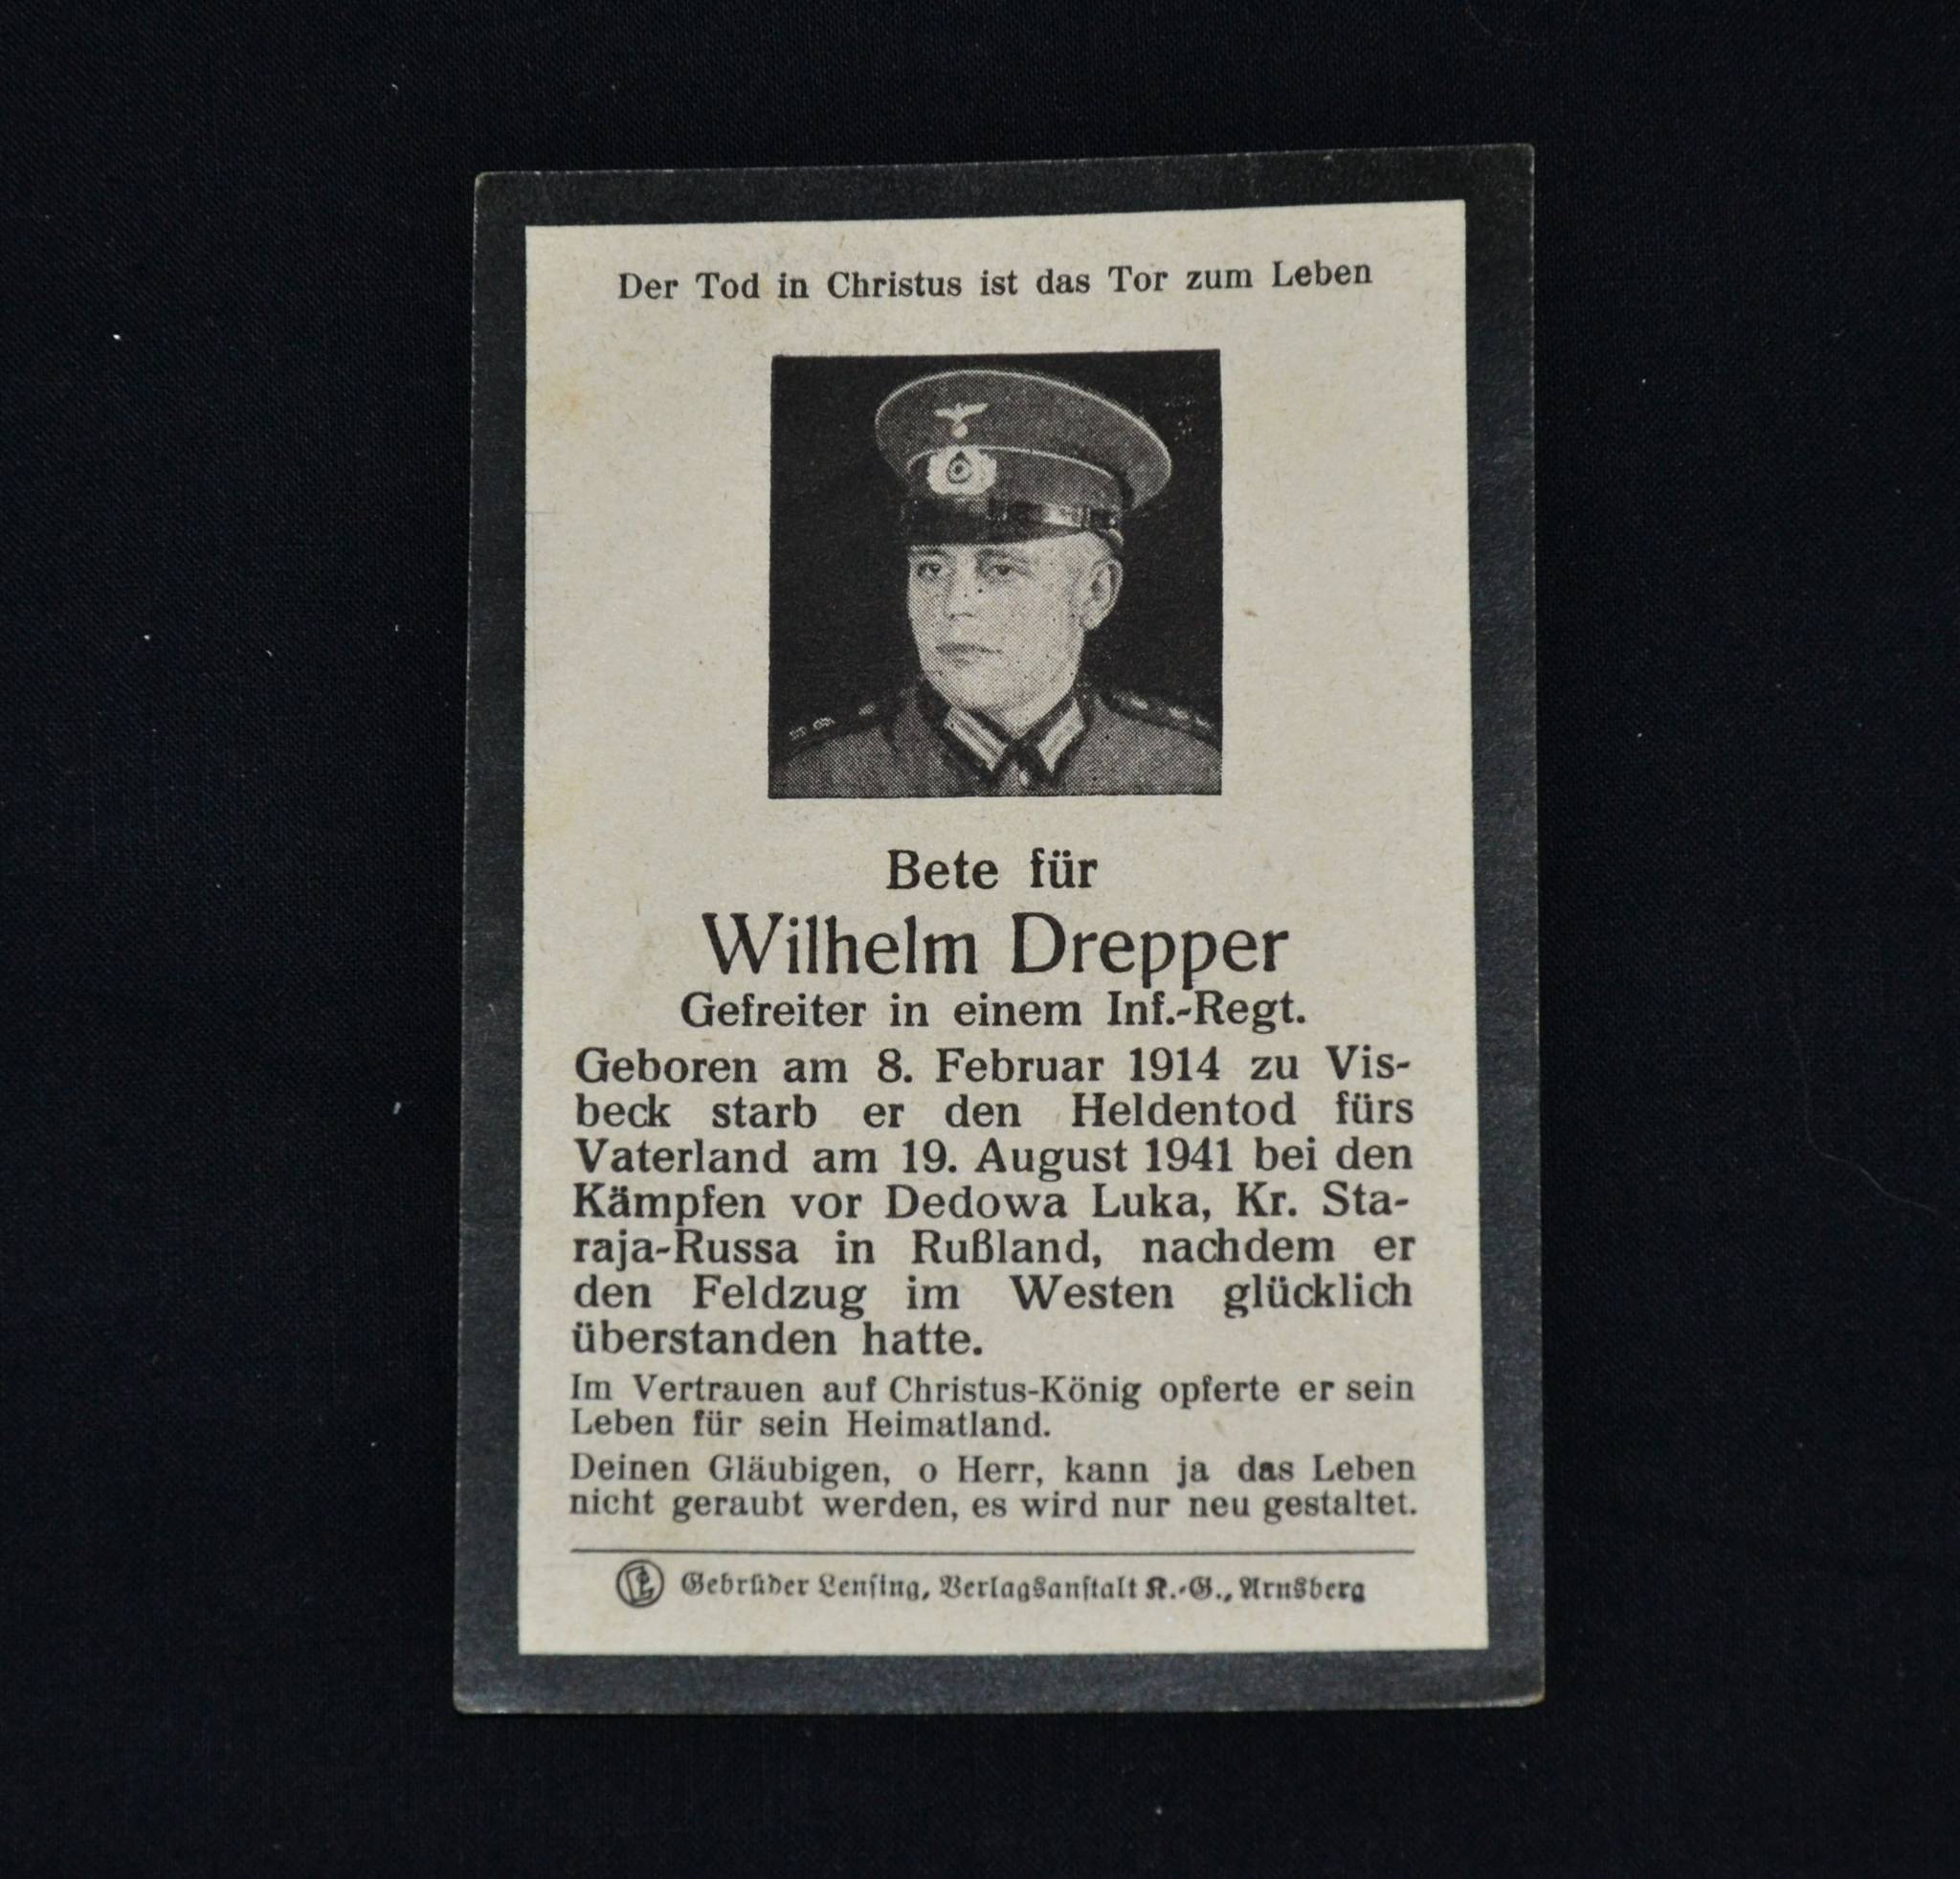 Der Tod in Christus ist das Tor zum Leben
Bete für
Wilhelm Drepper
Gefreiter in einem Inf.-Regt.
Geboren am 8. Februar 1914 zu Vis-
beck starb er den Heldentod fürs
Vaterland am 19. August 1941 bei den
Kämpfen vor Dedowa Luka, Kr. Sta-
raja-Russa in Rußland, nachdem er
den Feldzug im Westen glücklich
überstanden hatte.
Im Vertrauen auf Christus-König opferte er sein
Leben für sein Heimatland.
Deinen Gläubigen, o Herr, kann ja das Leben
nicht geraubt werden, es wird nur neu gestaltet.
Gebrüder Lensing, Verlagsanstalt K.-G., Arnsberg